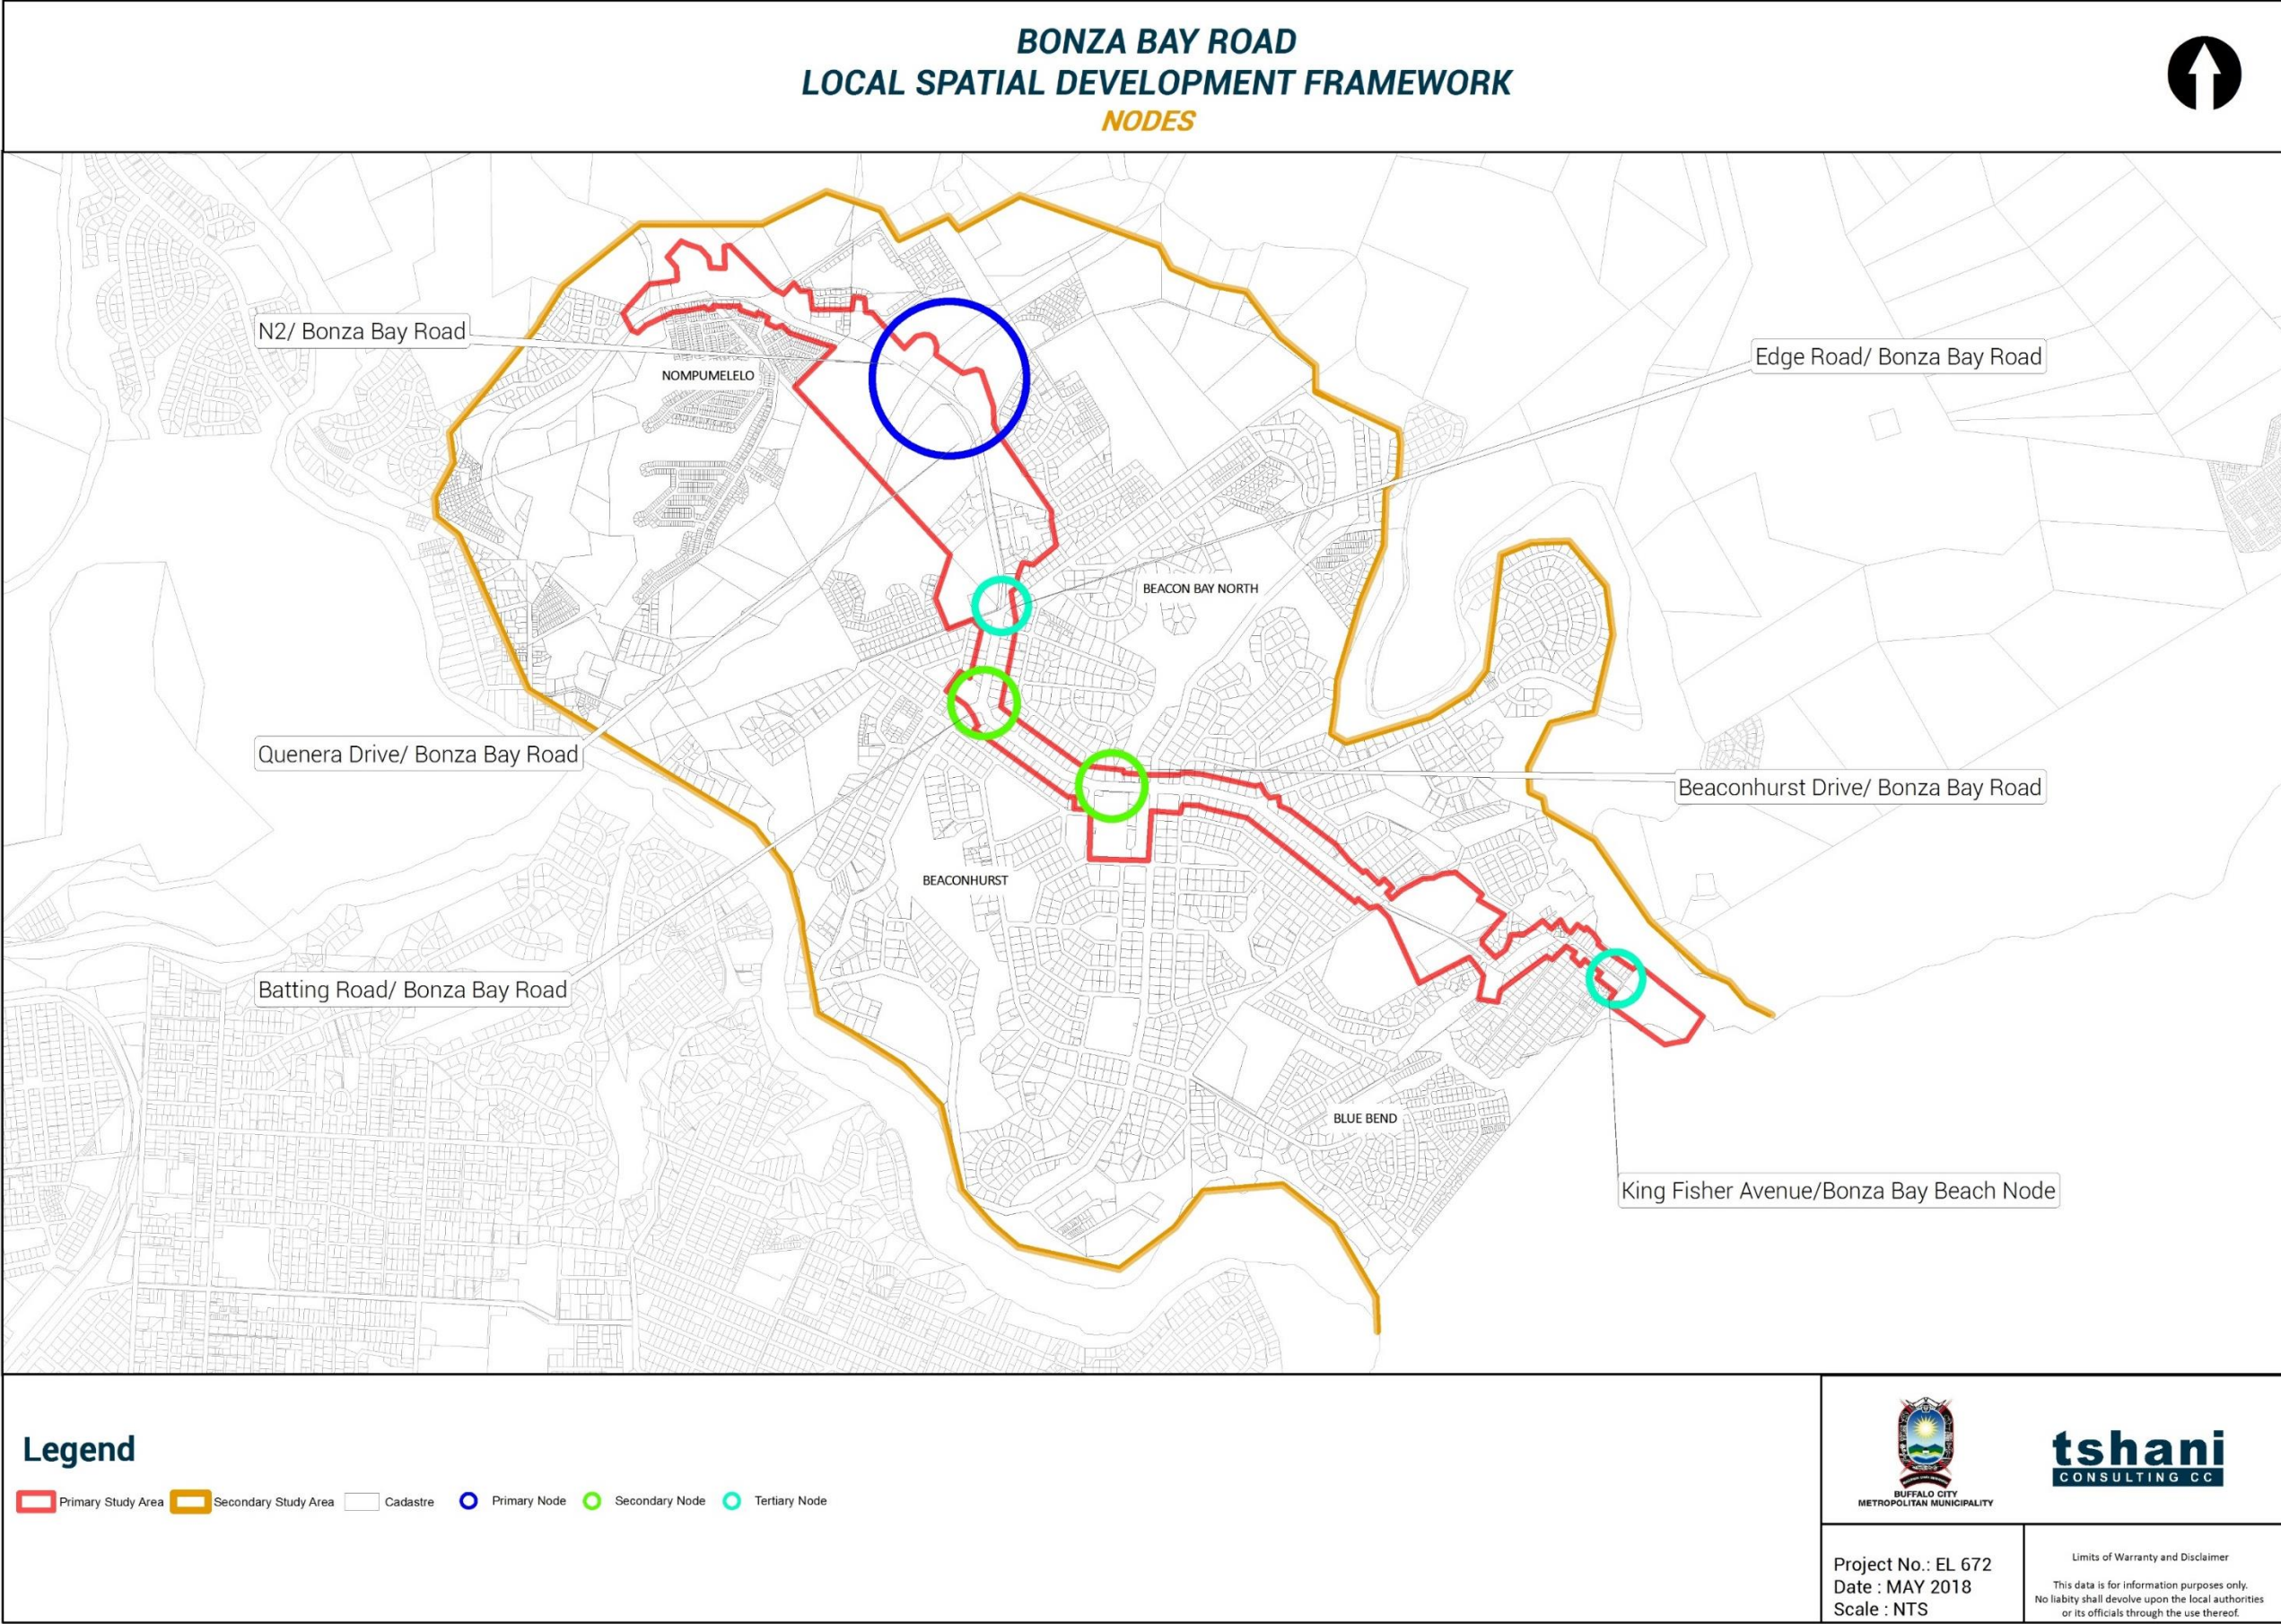 BONZA BAY ROAD
LOCAL SPATIAL DEVELOPMENT FRAMEWORK
NODES
N2/ Bonza Bay Road
Edge Road/ Bonza Bay Road
NOMPUMELELO
BEACON BAY NORTH
Quenera Drive/ Bonza Bay Road
Beaconhurst Drive/ Bonza Bay Road
BEACONHURST
Batting Road/ Bonza Bay Road
BLUE BEND
King Fisher Avenue/Bonza Bay Beach Node
Legend
Primary Study Area
Secondary Study Area
Cadastre
Primary Node
Secondary Node
Tertiary Node
BUFFALO CITY
METROPOLITAN MUNICIPALITY
tshani
CONSULTING CC
Project No.: EL 672
Date : MAY 2018
Scale : NTS
Limits of Warranty and Disclaimer
This data is for information purposes only.
No liabity shall devolve upon the local authorities
or its officials through the use thereof.